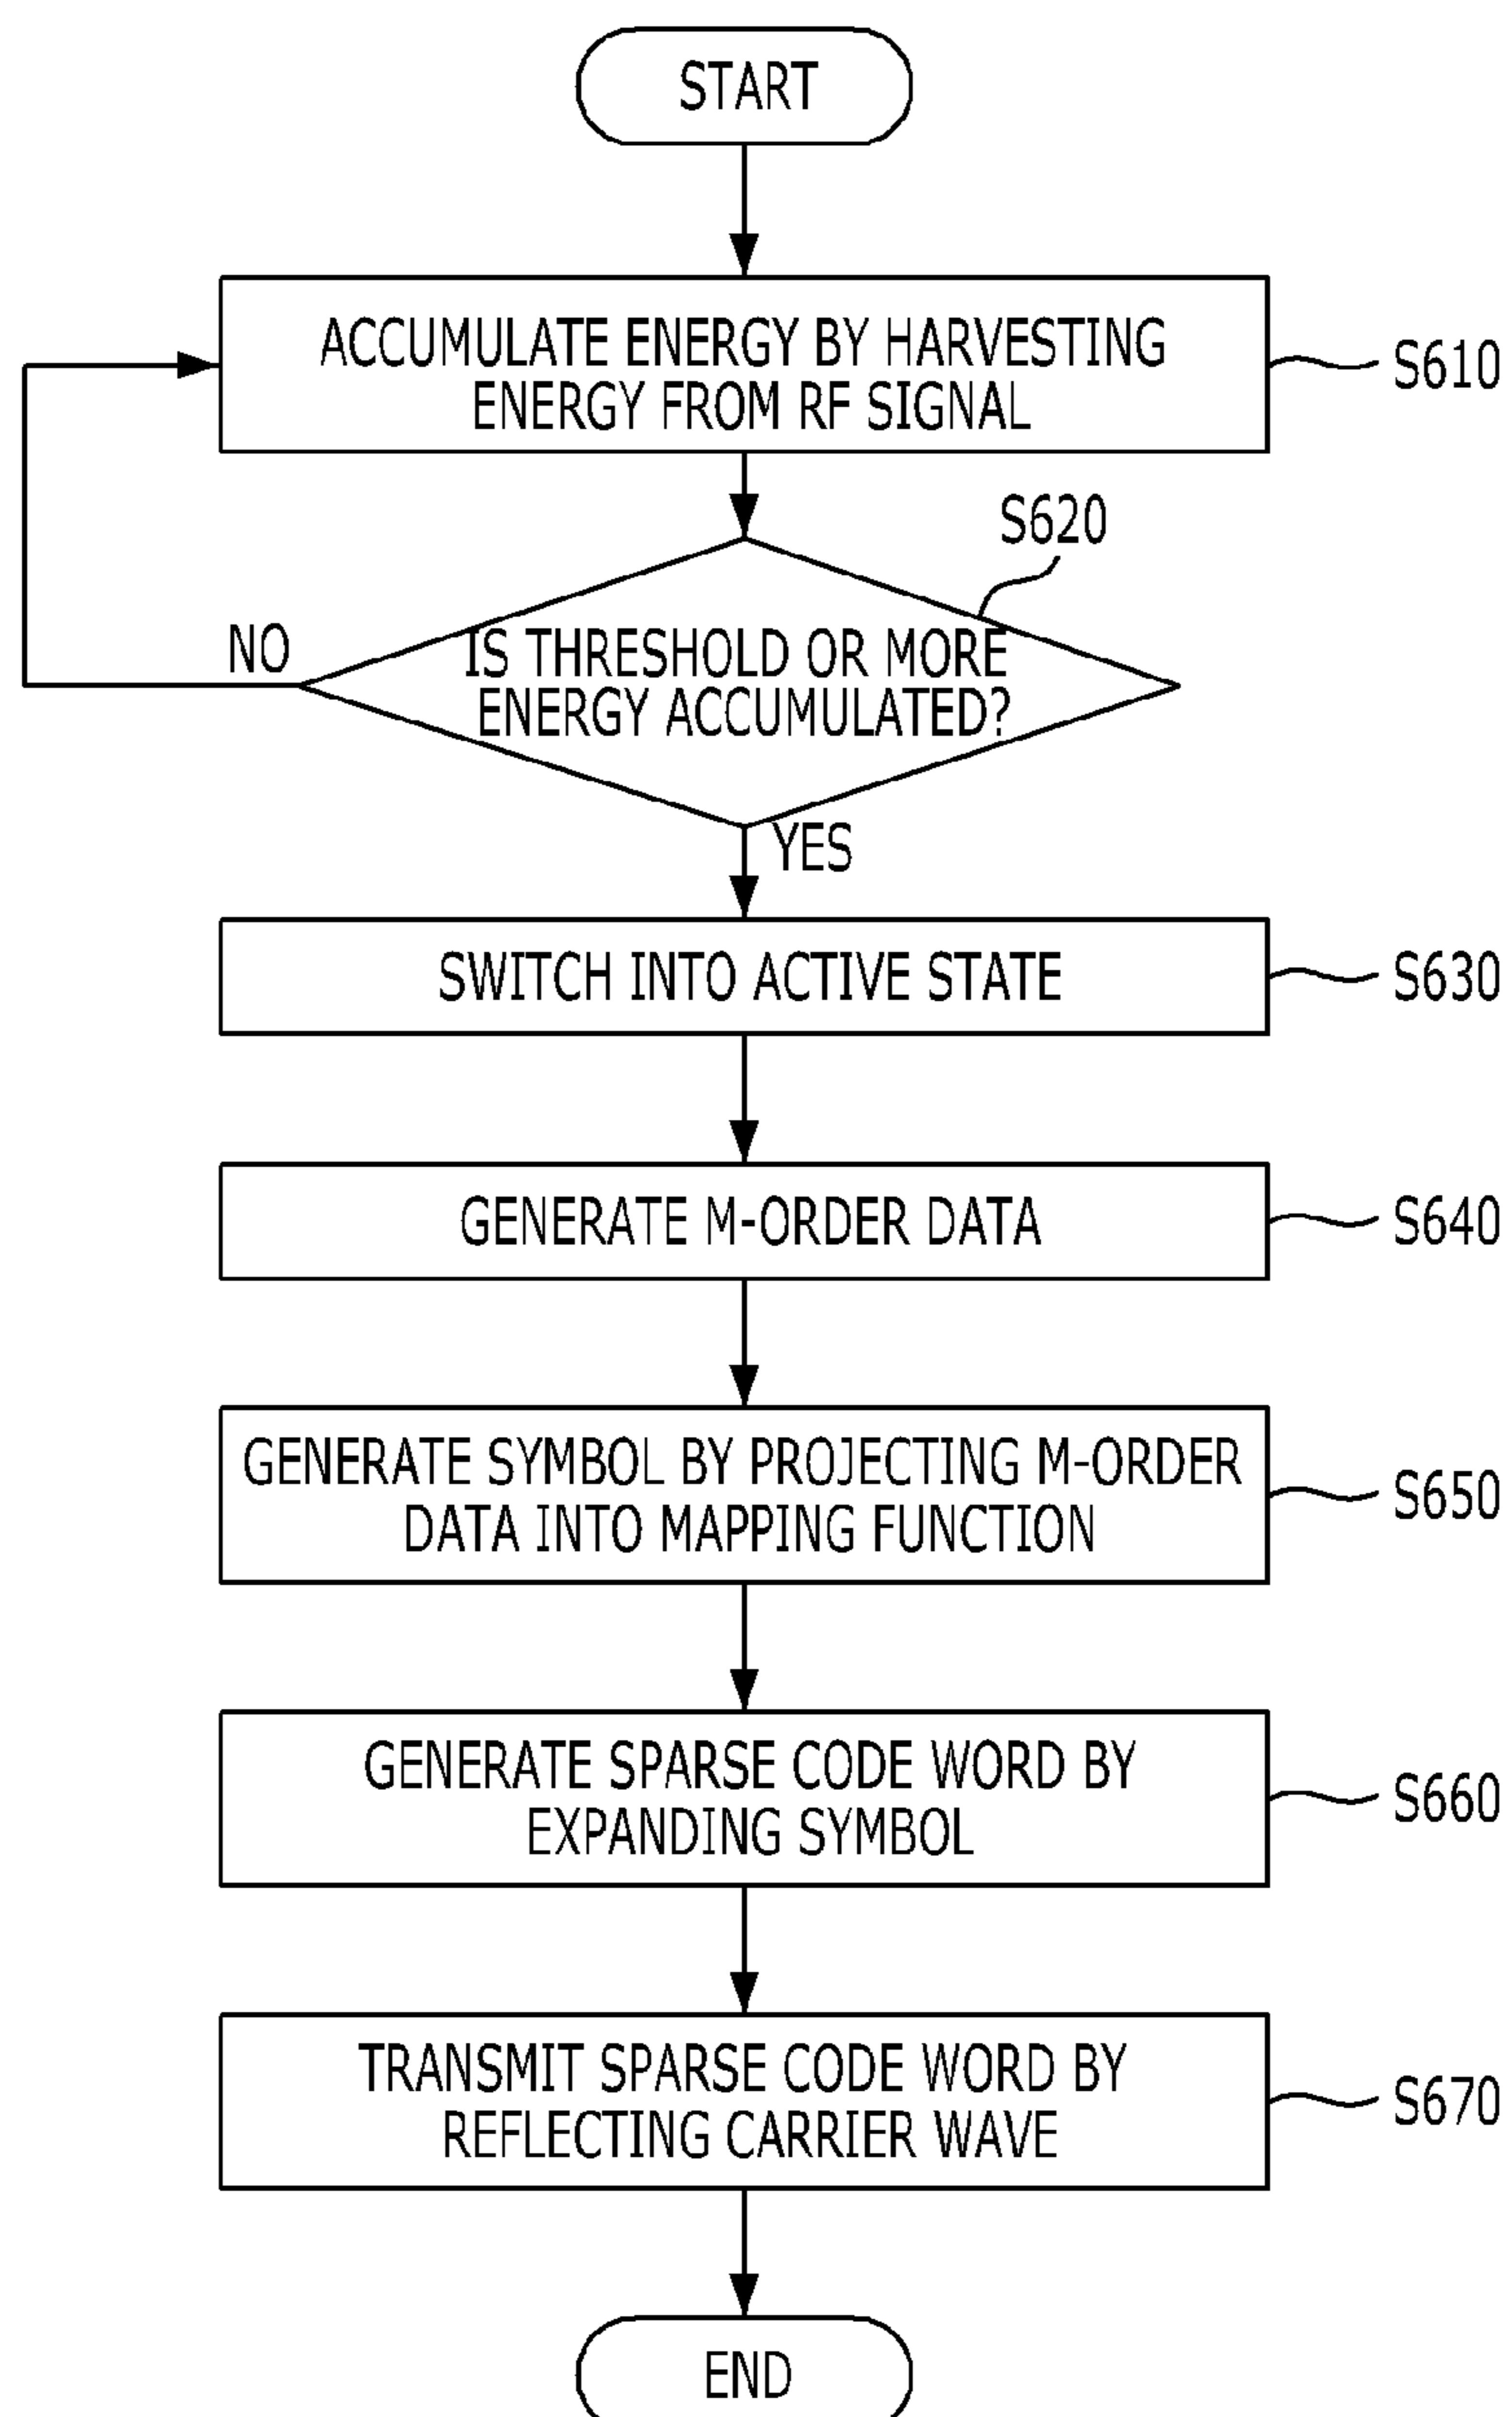 START
ACCUMULATE ENERGY BY HARVESTING
ENERGY FROM RF SIGNAL
S610
S620
NO
IS THRESHOLD OR MORE
ENERGY ACCUMULATED?
YES
SWITCH INTO ACTIVE STATE
S630
GENERATE M-ORDER DATA
S640
GENERATE SYMBOL BY PROJECTING M-ORDER
DATA INTO MAPPING FUNCTION
S650
GENERATE SPARSE CODE WORD BY
EXPANDING SYMBOL
S660
TRANSMIT SPARSE CODE WORD BY
REFLECTING CARRIER WAVE
S670
END